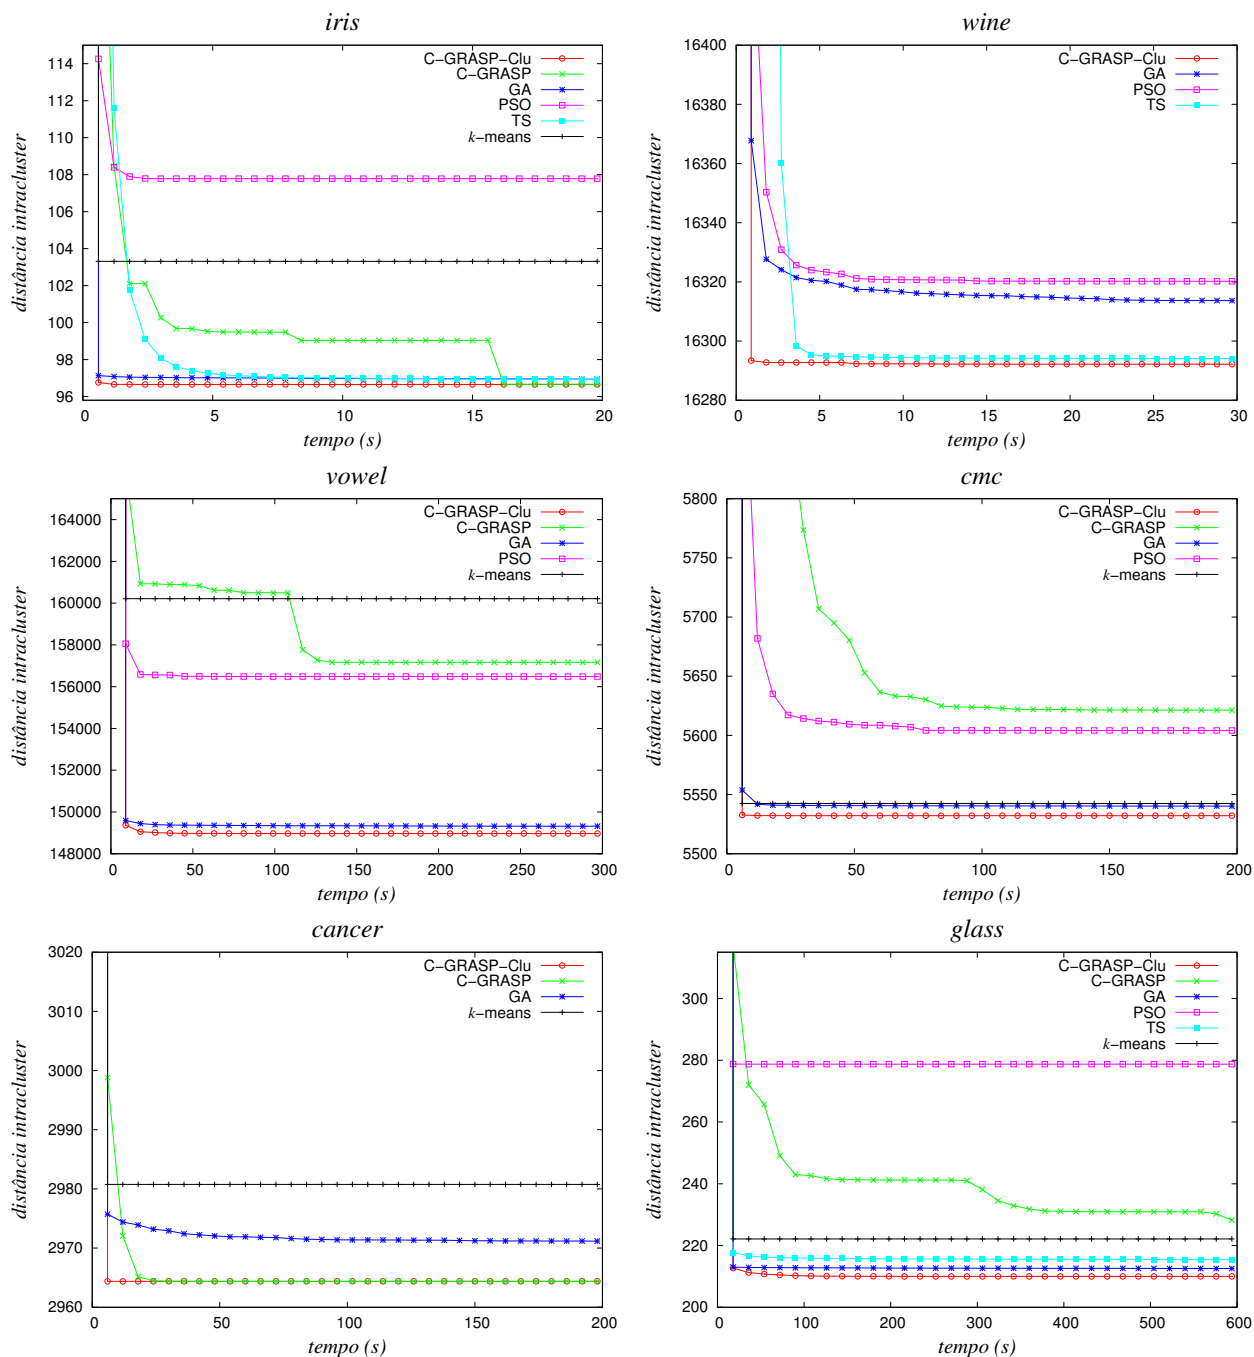 iris
114
112
110
108
106
104
102
100
98
96
0
5
10
15
20
distância intracluster
tempo (s)
C-GRASP-Clu
C-GRASP
GA
PSO
TS
k-means
wine
16400
16380
16360
16340
16320
16300
16280
0
5
10
15
20
25
30
distância intracluster
tempo (s)
C-GRASP-Clu
GA
PSO
TS
vowel
164000
162000
160000
158000
156000
154000
152000
150000
148000
0
50
100
150
200
250
300
distância intracluster
tempo (s)
C-GRASP-Clu
C-GRASP
GA
PSO
k-means
cmc
5800
5750
5700
5650
5600
5550
5500
0
50
100
150
200
distância intracluster
tempo (s)
C-GRASP-Clu
C-GRASP
GA
PSO
k-means
cancer
3020
3010
3000
2990
2980
2970
2960
0
50
100
150
200
distância intracluster
tempo (s)
C-GRASP-Clu
C-GRASP
GA
k-means
glass
300
280
260
240
220
200
0
100
200
300
400
500
600
distância intracluster
tempo (s)
C-GRASP-Clu
C-GRASP
GA
PSO
TS
k-means